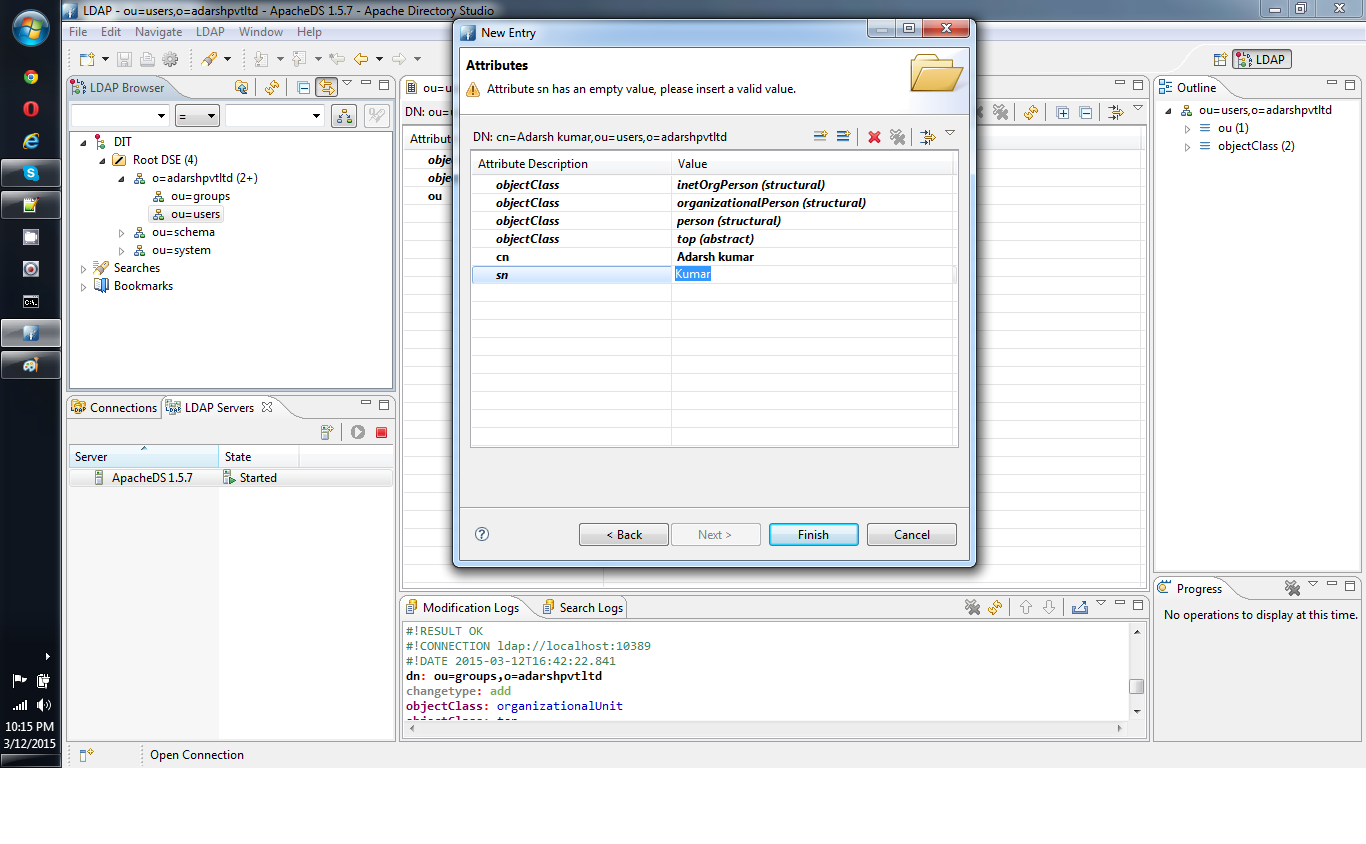 LDAP - ou=users,o=adarshpvtltd - ApacheDS 1.5.7 - Apache Directory Studio
File Edit Navigate LDAP Window Help
LDAP
LDAP Browser
=
DIT
Root DSE (4)
o=adarshpvtltd (2+)
ou=groups
ou=users
ou=schema
ou=system
Searches
Bookmarks
Connections
LDAP Servers
Server State
ApacheDS 1.5.7 Started
DN: ou=
ou
New Entry
Attributes
Attribute sn has an empty value, please insert a valid value.
DN: cn=Adarsh kumar,ou=users,o=adarshpvtltd
Attribute Description Value
objectClass inetOrgPerson (structural)
objectClass organizationalPerson (structural)
objectClass person (structural)
objectClass top (abstract)
cn Adarsh kumar
sn Kumar
< Back Next > Finish Cancel
Outline
ou=users,o=adarshpvtltd
ou (1)
objectClass (2)
Modification Logs Search Logs
#!RESULT OK
#!CONNECTION ldap://localhost:10389
#!DATE 2015-03-12T16:42:22.841
dn: ou=groups,o=adarshpvtltd
changetype: add
objectClass: organizationalUnit
objectClass: top
Progress
No operations to display at this time.
10:15 PM
3/12/2015
Open Connection